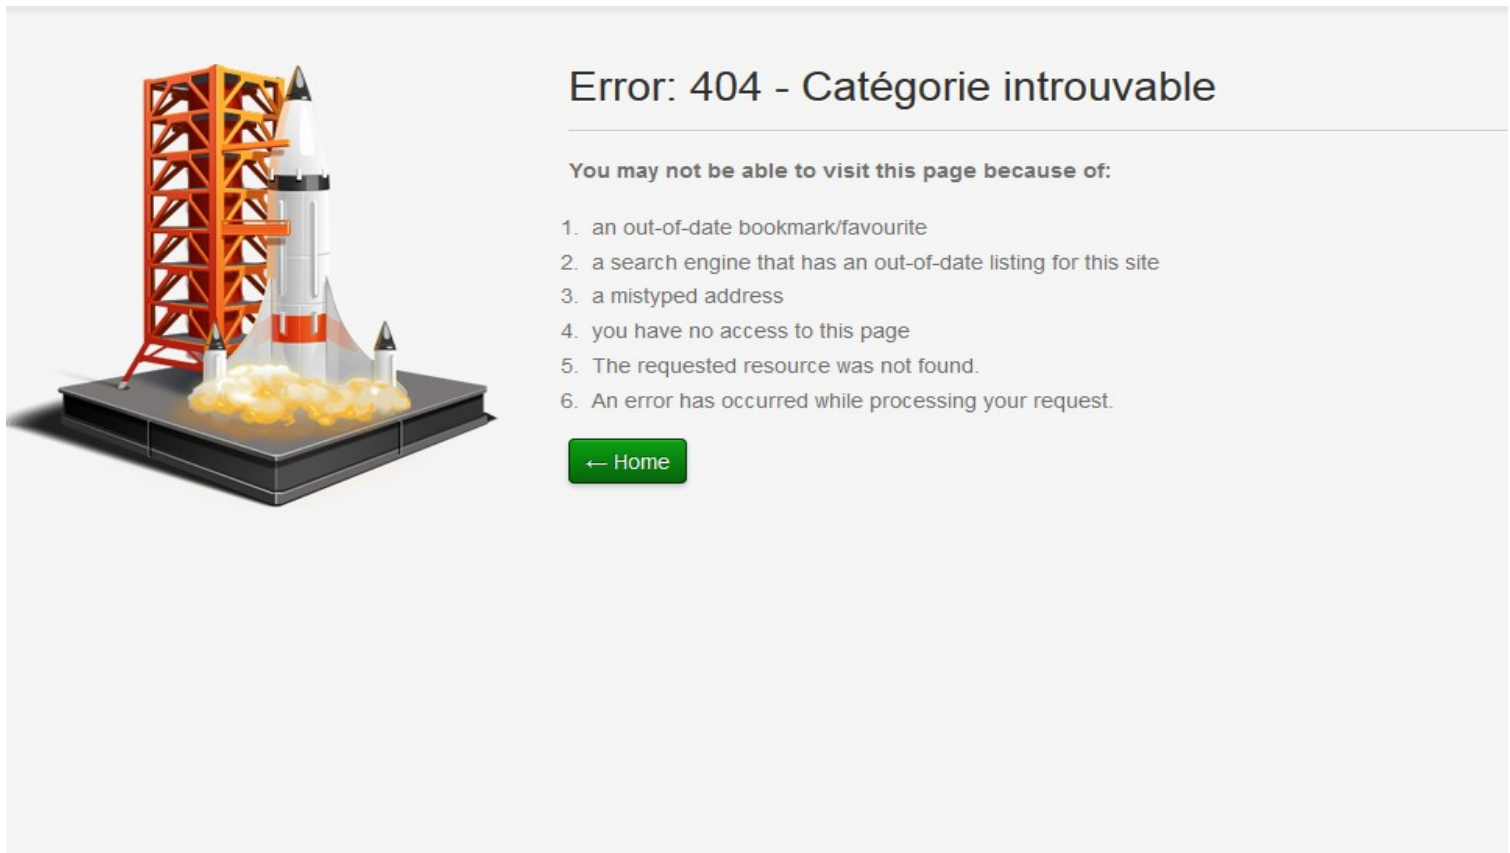 Error: 404 - Catégorie introuvable
You may not be able to visit this page because of:
1. an out-of-date bookmark/favourite
2. a search engine that has an out-of-date listing for this site
3. a mistyped address
4. you have no access to this page
5. The requested resource was not found.
6. An error has occurred while processing your request.
← Home